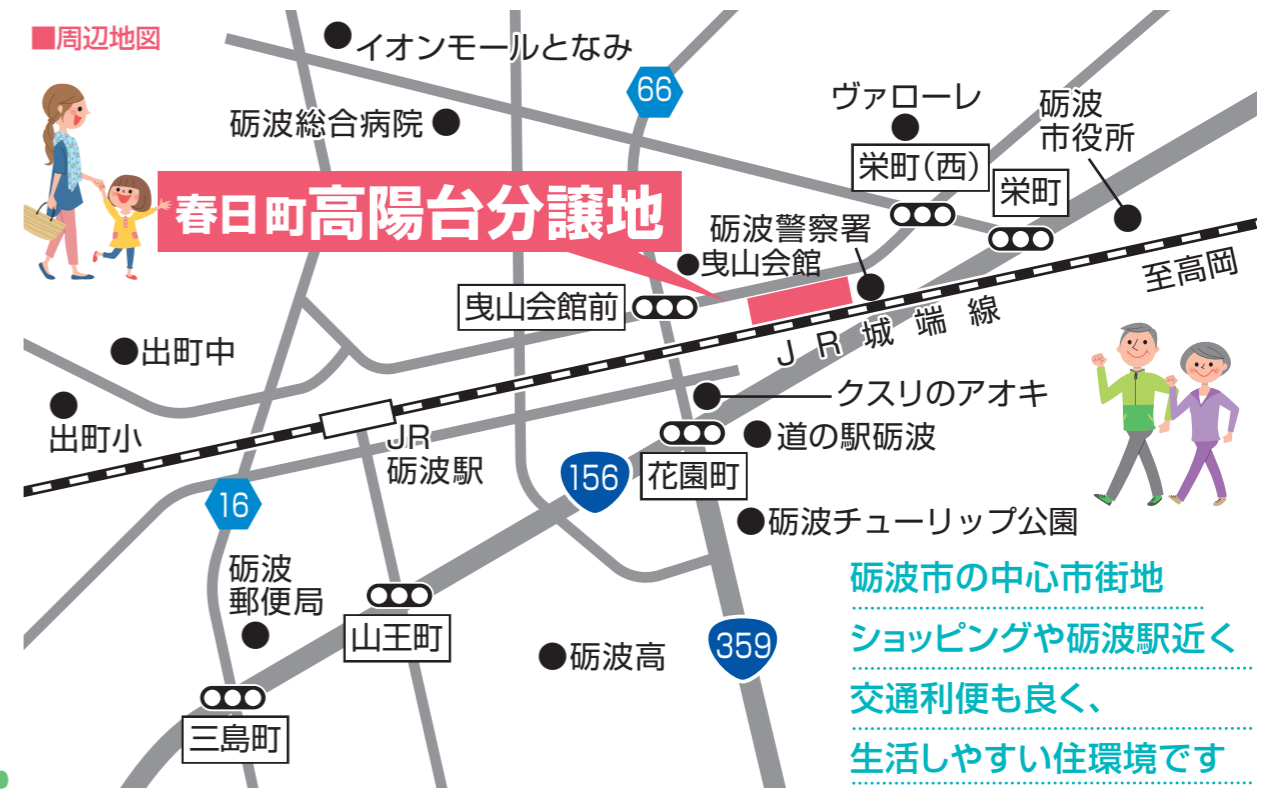 ■周辺地図
イオンモールとなみ
66
ヴァローレ
砺波
市役所
砺波総合病院
栄町(西)
栄町
春日町高陽台分譲地
砺波警察署
曳山会館
至高岡
曳山会館前
JR城端線
出町中
クスリのアオキ
出町小
JR
砺波駅
道の駅砺波
花園町
156
16
砺波チューリップ公園
砺波
郵便局
山王町
砺波高
359
三島町
砺波市の中心市街地
ショッピングや砺波駅近く
交通利便も良く、
生活しやすい住環境です